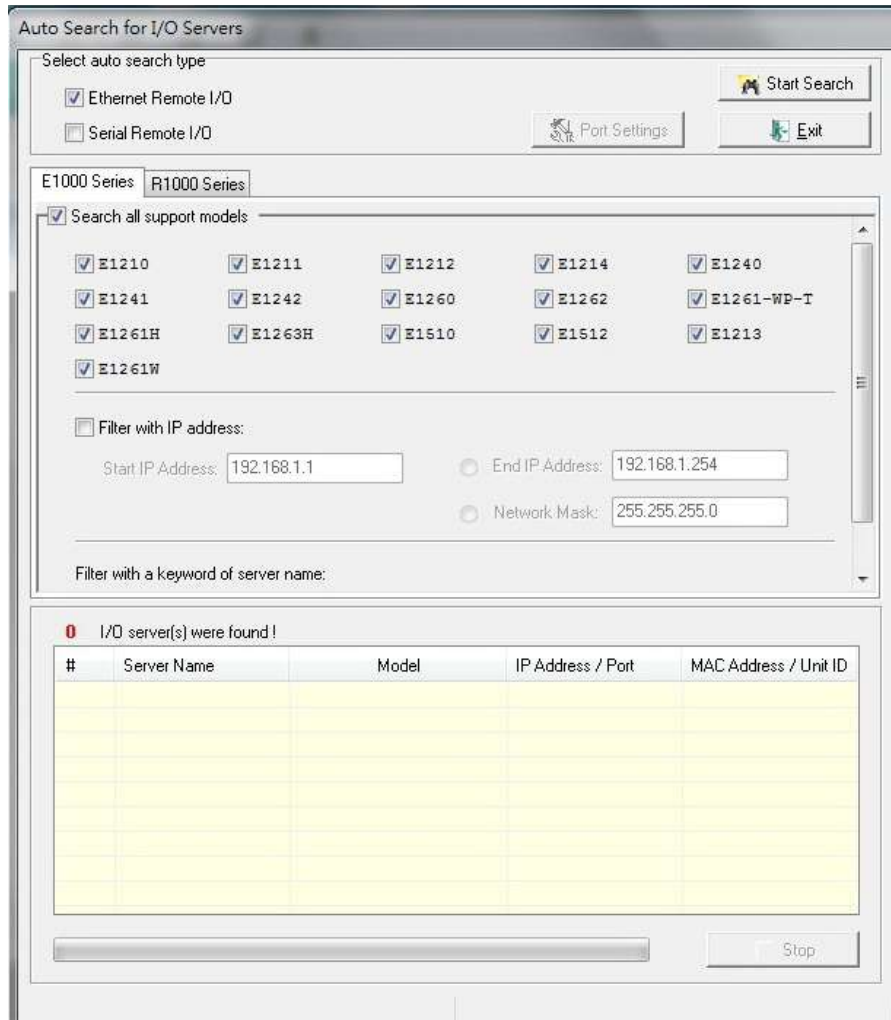 Auto Search for I/O Servers
Select auto search type
Ethernet Remote I/O
Start Search
Serial Remote I/O
Port Settings
Exit
E1000 Series R1000 Series
Search all support models
E1210 E1211 E1212 E1214 E1240
E1241 E1242 E1260 E1262 E1261-WP-T
E1261H E1263H E1510 E1512 E1213
E1261W
Filter with IP address:
Start IP Address: 192.168.1.1 End IP Address: 192.168.1.254
Network Mask: 255.255.255.0
Filter with a keyword of server name:
0 I/O server(s) were found !
# Server Name Model IP Address / Port MAC Address / Unit ID
Stop